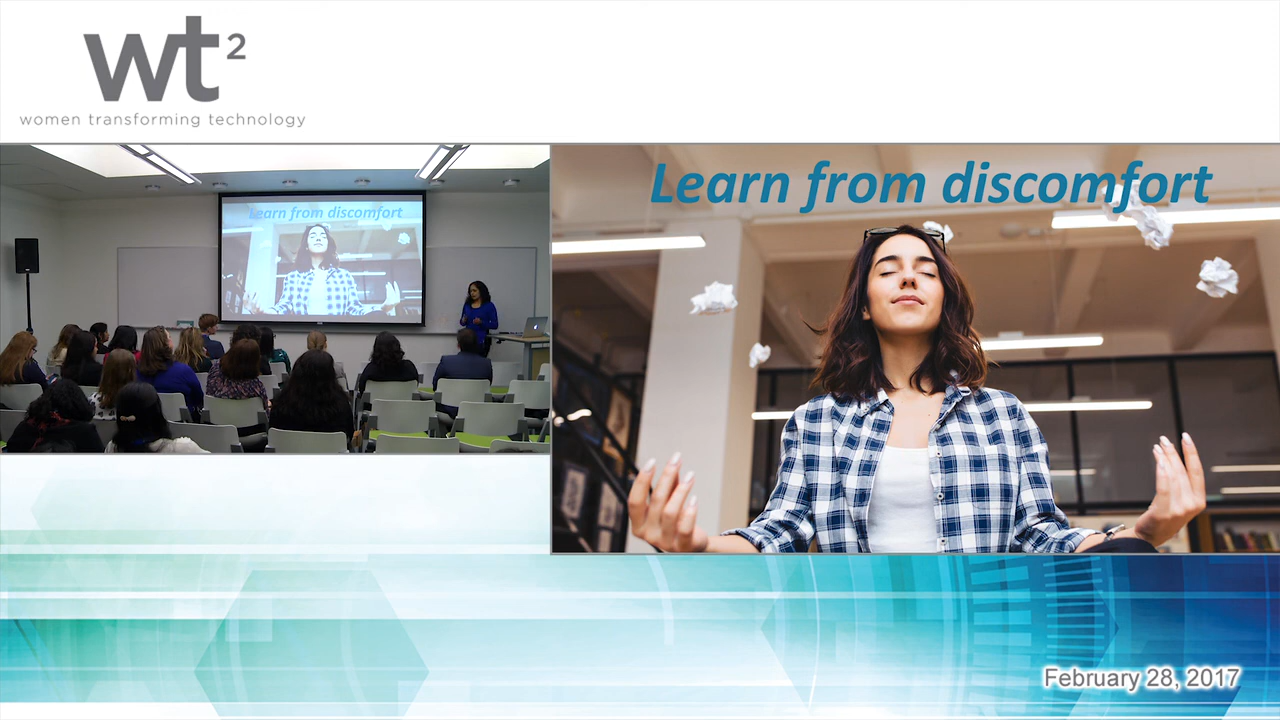 wt2
women transforming technology
Learn from discomfort
Learn from discomfort
February 28, 2017